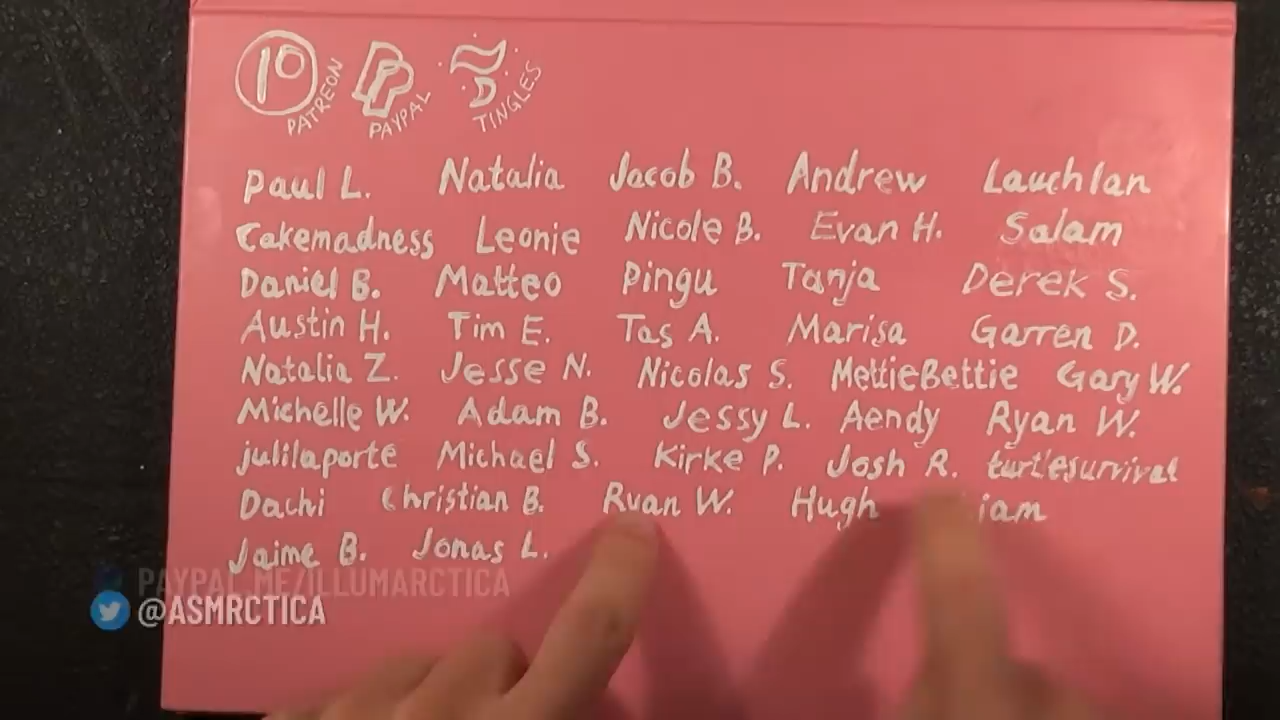 PATREON PAYPAL TINGLES
Paul L. Natalia Jacob B. Andrew Lauchlan
Cakemadness Leonie Nicole B. Evan H. Salam
Daniel B. Matteo Pingu Tanja Derek S.
Austin H. Tim E. Tas A. Marisa Garren D.
Natalia Z. Jesse N. Nicolas S. MettieBettie Gary W.
Michelle W. Adam B. Jessy L. Aendy Ryan W.
julilaporte Michael S. Kirke P. Josh R. turtlesurvival
Dachi Christian B. Ryan W. Hugh
Jaime B. Jonas L.
PAYPAL.ME/ILLUMARCTICA
@ASMRCTICA